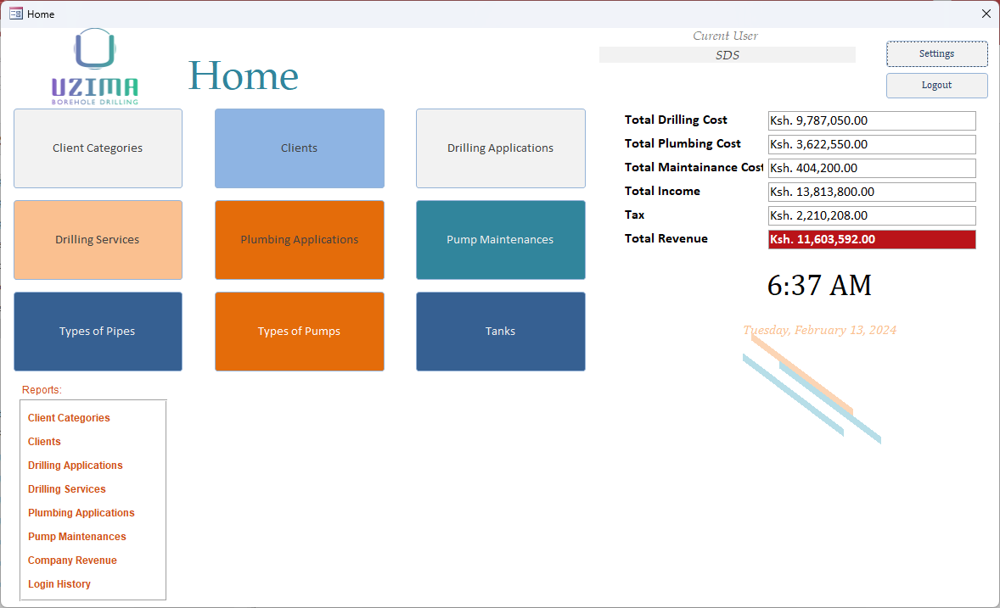 Home
UZIMA
BOREHOLE DRILLING
Home
Curent User
SDS
Settings
Logout
Client Categories
Clients
Drilling Applications
Drilling Services
Plumbing Applications
Pump Maintenances
Types of Pipes
Types of Pumps
Tanks
Total Drilling Cost Ksh. 9,787,050.00
Total Plumbing Cost Ksh. 3,622,550.00
Total Maintainance Cost Ksh. 404,200.00
Total Income Ksh. 13,813,800.00
Tax Ksh. 2,210,208.00
Total Revenue Ksh. 11,603,592.00
6:37 AM
Tuesday, February 13, 2024
Reports:
Client Categories
Clients
Drilling Applications
Drilling Services
Plumbing Applications
Pump Maintenances
Company Revenue
Login History